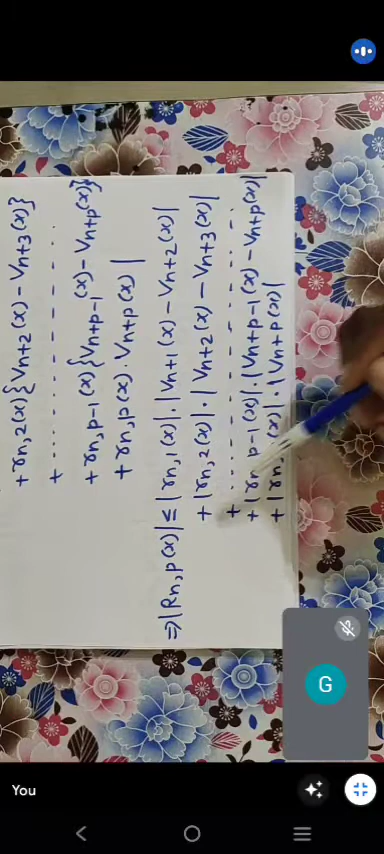 + rn,2(x){Vn+2(x) - Vn+3(x)}
+ . . . . . . . . . . . . . .
+ rn,p-1(x){Vn+p-1(x) - Vn+p(x)}
+ rn,p(x) . Vn+p(x) |
⇒ |Rn,p(x)| ≤ |rn,1(x)| . |Vn+1(x) - Vn+2(x)|
+ |rn,2(x)| . |Vn+2(x) - Vn+3(x)|
+ . . . . . . . . . . . . . .
+ |rn,p-1(x)| . |Vn+p-1(x) - Vn+p(x)|
+ |r (x)| . |Vn+p(x)|
G
You